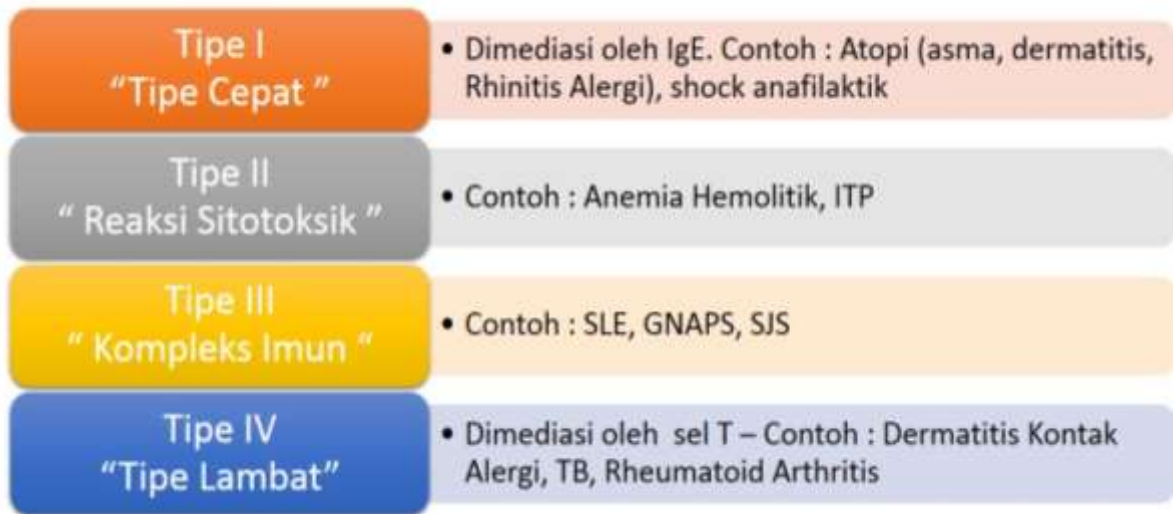 Tipe I
“Tipe Cepat ”
• Dimediasi oleh IgE. Contoh : Atopi (asma, dermatitis,
Rhinitis Alergi), shock anafilaktik
Tipe II
“ Reaksi Sitotoksik ”
• Contoh : Anemia Hemolitik, ITP
Tipe III
“ Kompleks Imun “
• Contoh : SLE, GNAPS, SJS
Tipe IV
“Tipe Lambat”
• Dimediasi oleh sel T – Contoh : Dermatitis Kontak
Alergi, TB, Rheumatoid Arthritis